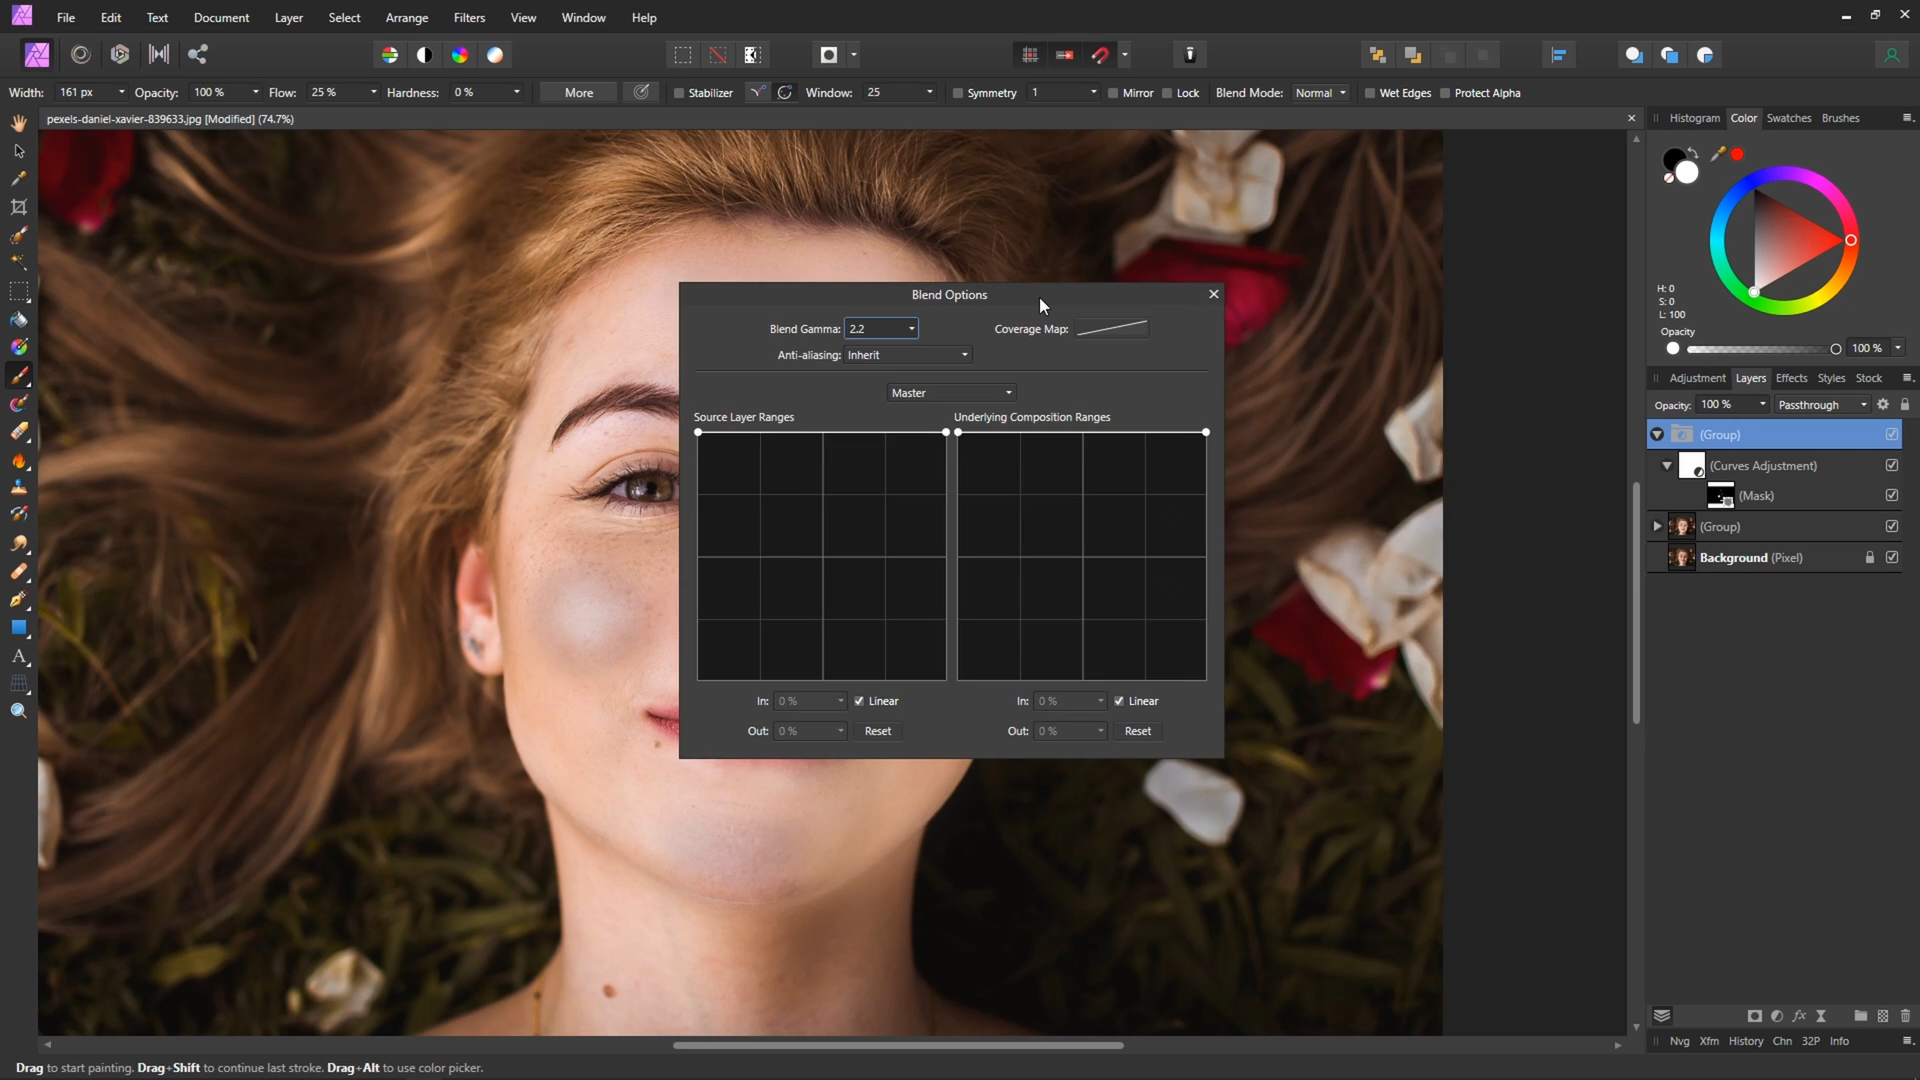 File Edit Text Document Layer Select Arrange Filters View Window Help
Width: 161 px Opacity: 100 % Flow: 25 % Hardness: 0 % More Stabilizer Window: 25 Symmetry 1 Mirror Lock Blend Mode: Normal Wet Edges Protect Alpha
pexels-daniel-xavier-839633.jpg [Modified] (74.7%)
Histogram Color Swatches Brushes
H: 0
S: 0
L: 100
Opacity
100 %
Adjustment Layers Effects Styles Stock
Opacity: 100 % Passthrough
(Group)
(Curves Adjustment)
(Mask)
(Group)
Background (Pixel)
Blend Options
Blend Gamma: 2.2 Coverage Map:
Anti-aliasing: Inherit
Master
Source Layer Ranges Underlying Composition Ranges
In: 0 % Linear In: 0 % Linear
Out: 0 % Reset Out: 0 % Reset
fx
Nvg Xfm History Chn 32P Info
A
Drag to start painting. Drag+Shift to continue last stroke. Drag+Alt to use color picker.